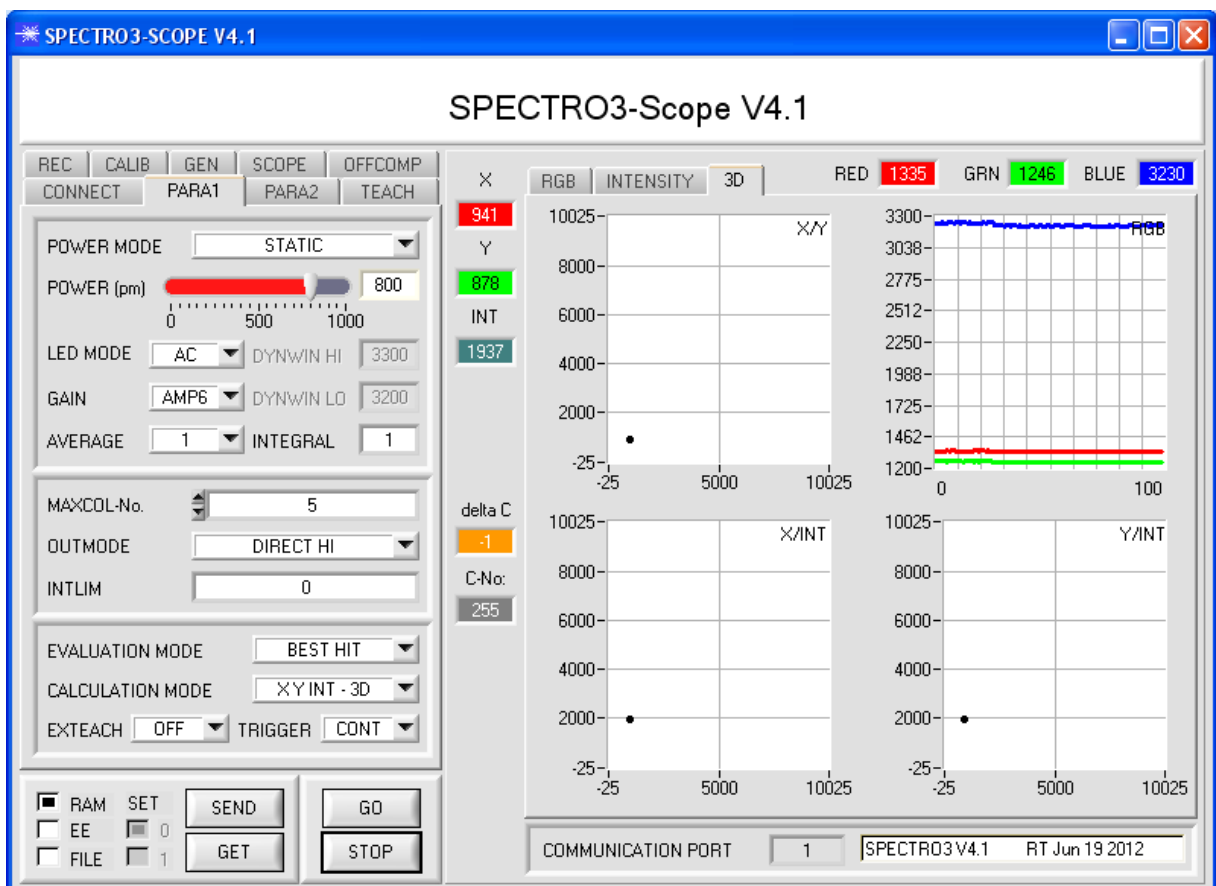 SPECTRO3-SCOPE V4.1
SPECTRO3-Scope V4.1
REC CALIB GEN SCOPE OFFCOMP
CONNECT PARA1 PARA2 TEACH
POWER MODE STATIC
POWER (pm) 800
0 500 1000
LED MODE AC DYNWIN HI 3300
GAIN AMP6 DYNWIN LO 3200
AVERAGE 1 INTEGRAL 1
MAXCOL-No. 5
OUTMODE DIRECT HI
INTLIM 0
EVALUATION MODE BEST HIT
CALCULATION MODE X Y INT - 3D
EXTEACH OFF TRIGGER CONT
RAM SET
EE 0
FILE 1
SEND
GET
GO
STOP
X
941
Y
878
INT
1937
delta C
-1
C-No:
255
RGB INTENSITY 3D
RED 1335 GRN 1246 BLUE 3230
X/Y
10025
8000
6000
4000
2000
-25
-25 5000 10025
RGB
3300
3038
2775
2512
2250
1988
1725
1462
1200
0 100
X/INT
10025
8000
6000
4000
2000
-25
-25 5000 10025
Y/INT
10025
8000
6000
4000
2000
-25
-25 5000 10025
COMMUNICATION PORT 1 SPECTRO3 V4.1 RT Jun 19 2012